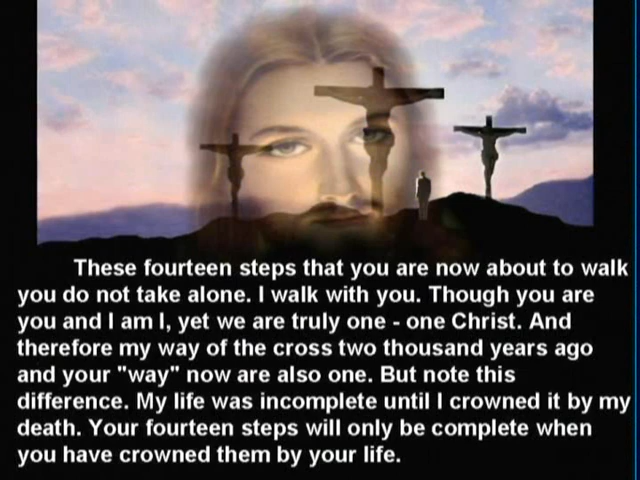 These fourteen steps that you are now about to walk
you do not take alone. I walk with you. Though you are
you and I am I, yet we are truly one - one Christ. And
therefore my way of the cross two thousand years ago
and your "way" now are also one. But note this
difference. My life was incomplete until I crowned it by my
death. Your fourteen steps will only be complete when
you have crowned them by your life.